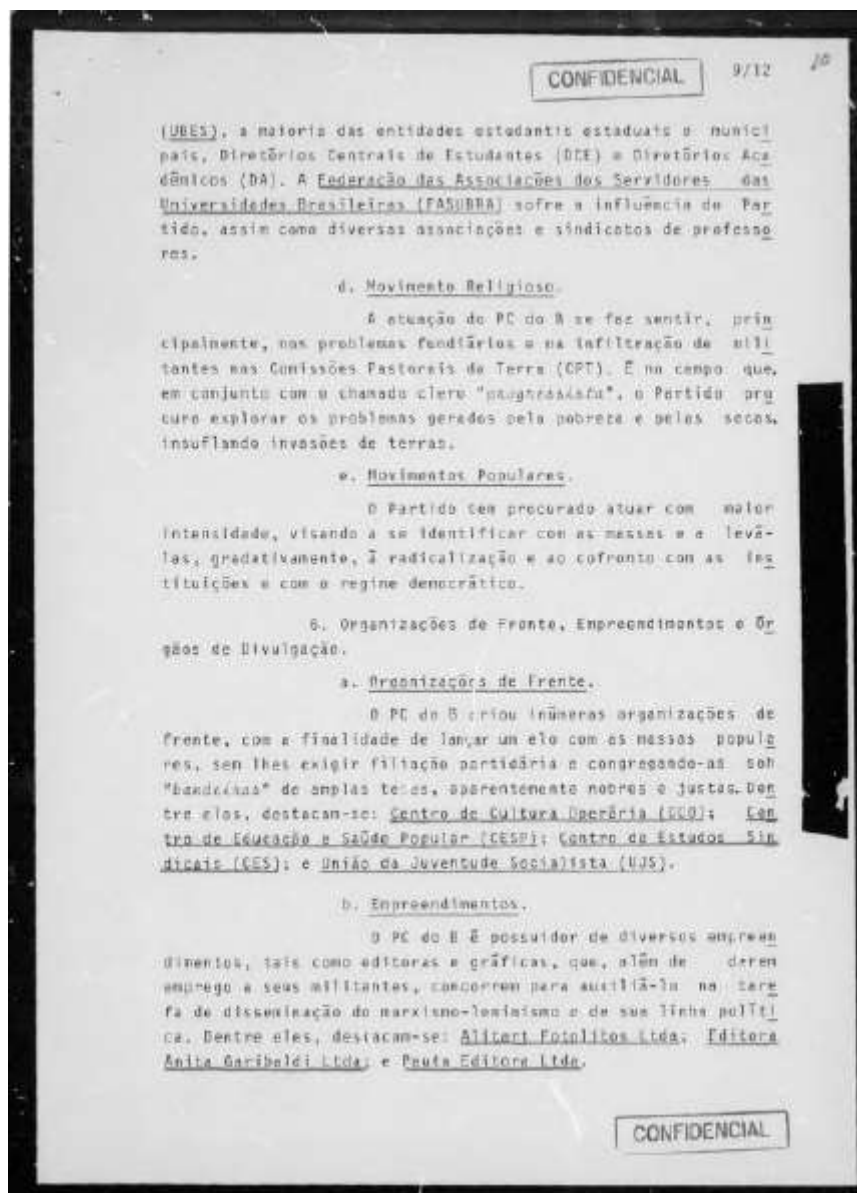 CONFIDENCIAL 9/12 10
(UBES), a maioria das entidades estudantis estaduais e munici
pais, Diretórios Centrais de Estudantes (DCE) e Diretórios Aca
dêmicos (DA). A Federação das Associações dos Servidores das
Universidades Brasileiras (FASUBRA) sofre a influência do Par
tido, assim como diversas associações e sindicatos de professo
res.
d. Movimento Religioso.
A atuação do PC do B se faz sentir, prin
cipalmente, nos problemas fundiários e na infiltração de mili
tantes nas Comissões Pastorais da Terra (CPT). É no campo que,
em conjunto com o chamado clero "progressista", o Partido pro
cura explorar os problemas gerados pela pobreza e pelas secas,
insuflando invasões de terras.
e. Movimentos Populares.
O Partido tem procurado atuar com maior
intensidade, visando a se identificar com as massas e a levá-
las, gradativamente, à radicalização e ao cofronto com as ins
tituições e com o regime democrático.
6. Organizações de Frente, Empreendimentos e Ór
gãos de Divulgação.
a. Organizações de Frente.
O PC do B criou inúmeras organizações de
frente, com a finalidade de lançar um elo com as massas popula
res, sem lhes exigir filiação partidária e congregando-as sob
"bandeiras" de amplas teses, aparentemente nobres e justas. Den
tre elas, destacam-se: Centro de Cultura Operária (CCO); Cen
tro de Educação e Saúde Popular (CESP); Centro de Estudos Sin
dicais (CES); e União da Juventude Socialista (UJS).
b. Empreendimentos.
O PC do B é possuidor de diversos empreen
dimentos, tais como editoras e gráficas, que, além de darem
emprego a seus militantes, concorrem para auxiliá-lo na tare
fa de disseminação do marxismo-leninismo e de sua linha políti
ca. Dentre eles, destacam-se: Alitart Fotolitos Ltda; Editora
Anita Garibaldi Ltda; e Pauta Editora Ltda.
CONFIDENCIAL